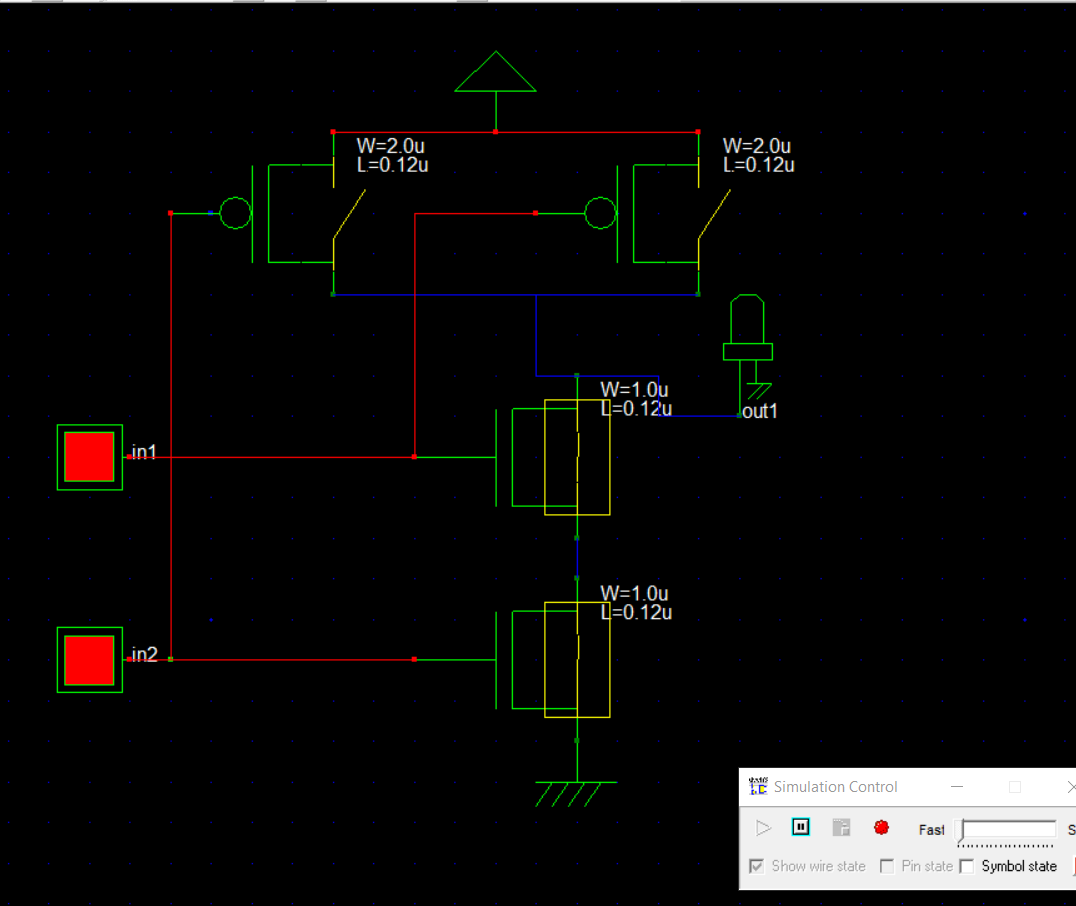 W=2.0u
L=0.12u
W=2.0u
L=0.12u
W=1.0u
L=0.12u
out1
in1
W=1.0u
L=0.12u
in2
Simulation Control
Fast
Show wire state
Pin state
Symbol state